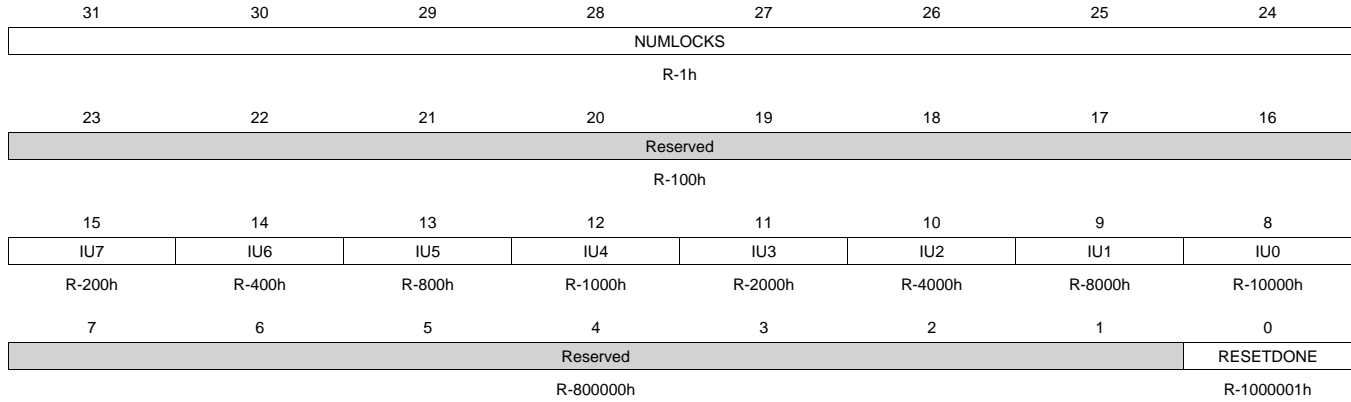 31 30 29 28 27 26 25 24
NUMLOCKS
R-1h
23 22 21 20 19 18 17 16
Reserved
R-100h
15 14 13 12 11 10 9 8
IU7 IU6 IU5 IU4 IU3 IU2 IU1 IU0
R-200h R-400h R-800h R-1000h R-2000h R-4000h R-8000h R-10000h
7 6 5 4 3 2 1 0
Reserved RESETDONE
R-800000h R-1000001h